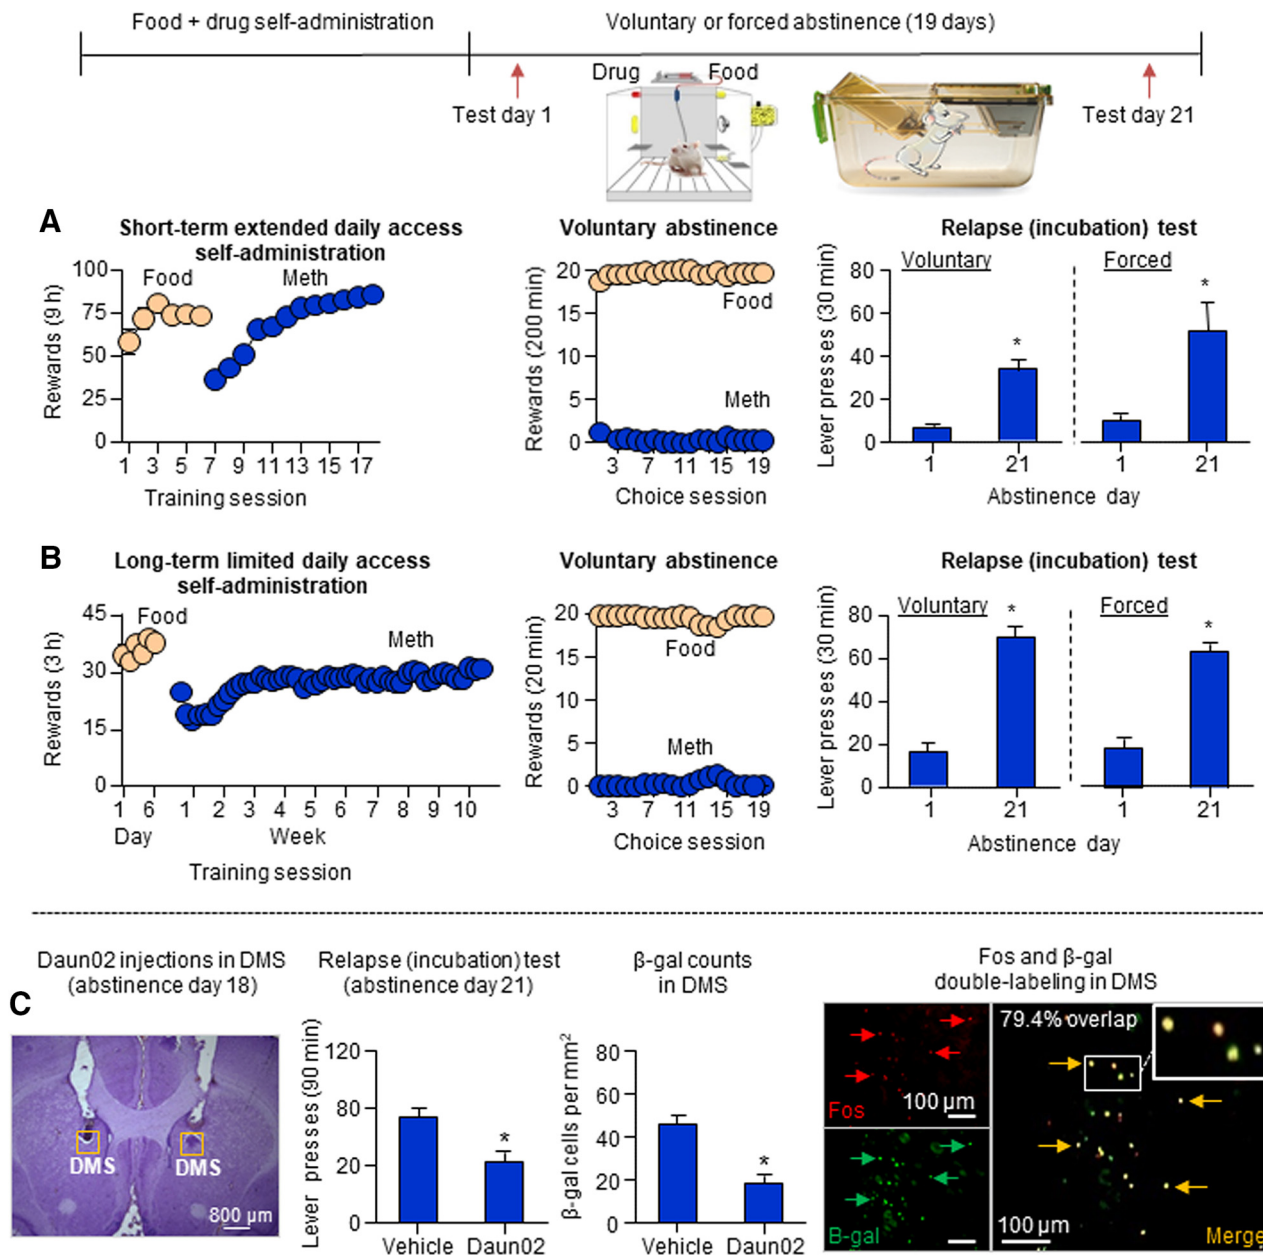 Food + drug self-administration
Voluntary or forced abstinence (19 days)
Drug
Food
Test day 1
Test day 21
A
Short-term extended daily access
self-administration
Voluntary abstinence
Relapse (incubation) test
Rewards (9 h)
100
75
50
25
0
Food
Meth
1 3 5 7 9 11 13 15 17
Training session
Rewards (200 min)
20
15
10
5
0
Food
Meth
3 7 11 15 19
Choice session
Lever presses (30 min)
80
60
40
20
0
Voluntary
Forced
*
*
1 21 1 21
Abstinence day
B
Long-term limited daily access
self-administration
Voluntary abstinence
Relapse (incubation) test
Rewards (3 h)
45
30
15
0
Food
Meth
1 6 1 2 3 4 5 6 7 8 9 10
Day Week
Training session
Rewards (20 min)
20
15
10
5
0
Food
Meth
3 7 11 15 19
Choice session
Lever presses (30 min)
80
60
40
20
0
Voluntary
Forced
*
*
1 21 1 21
Abstinence day
C
Daun02 injections in DMS
(abstinence day 18)
Relapse (incubation) test
(abstinence day 21)
β-gal counts
in DMS
Fos and β-gal
double-labeling in DMS
DMS
DMS
800 µm
Lever presses (90 min)
120
80
20
0
*
Vehicle Daun02
β-gal cells per mm²
80
60
40
20
0
*
Vehicle Daun02
100 µm
Fos
B-gal
79.4% overlap
100 µm
Merge